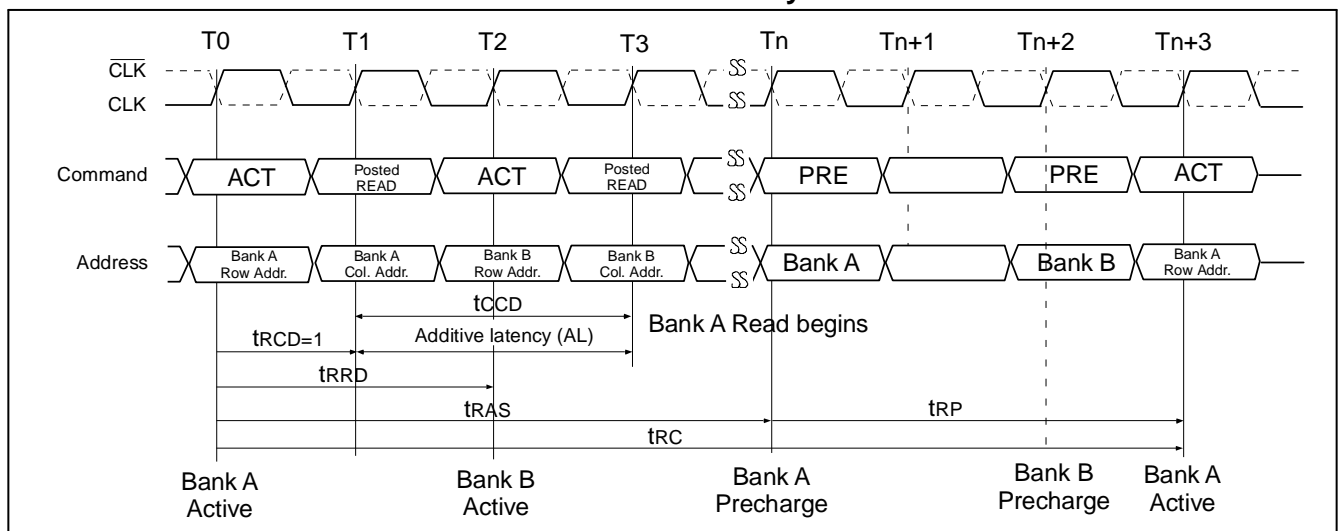 T0 T1 T2 T3 Tn Tn+1 Tn+2 Tn+3
CLK
CLK
Command ACT Posted READ ACT Posted READ PRE PRE ACT
Address Bank A Row Addr. Bank A Col. Addr. Bank B Row Addr. Bank B Col. Addr. Bank A Bank B Bank A Row Addr.
tCCD
Bank A Read begins
tRCD=1 Additive latency (AL)
tRRD
tRAS tRP
tRC
Bank A Active Bank B Active Bank A Precharge Bank B Precharge Bank A Active